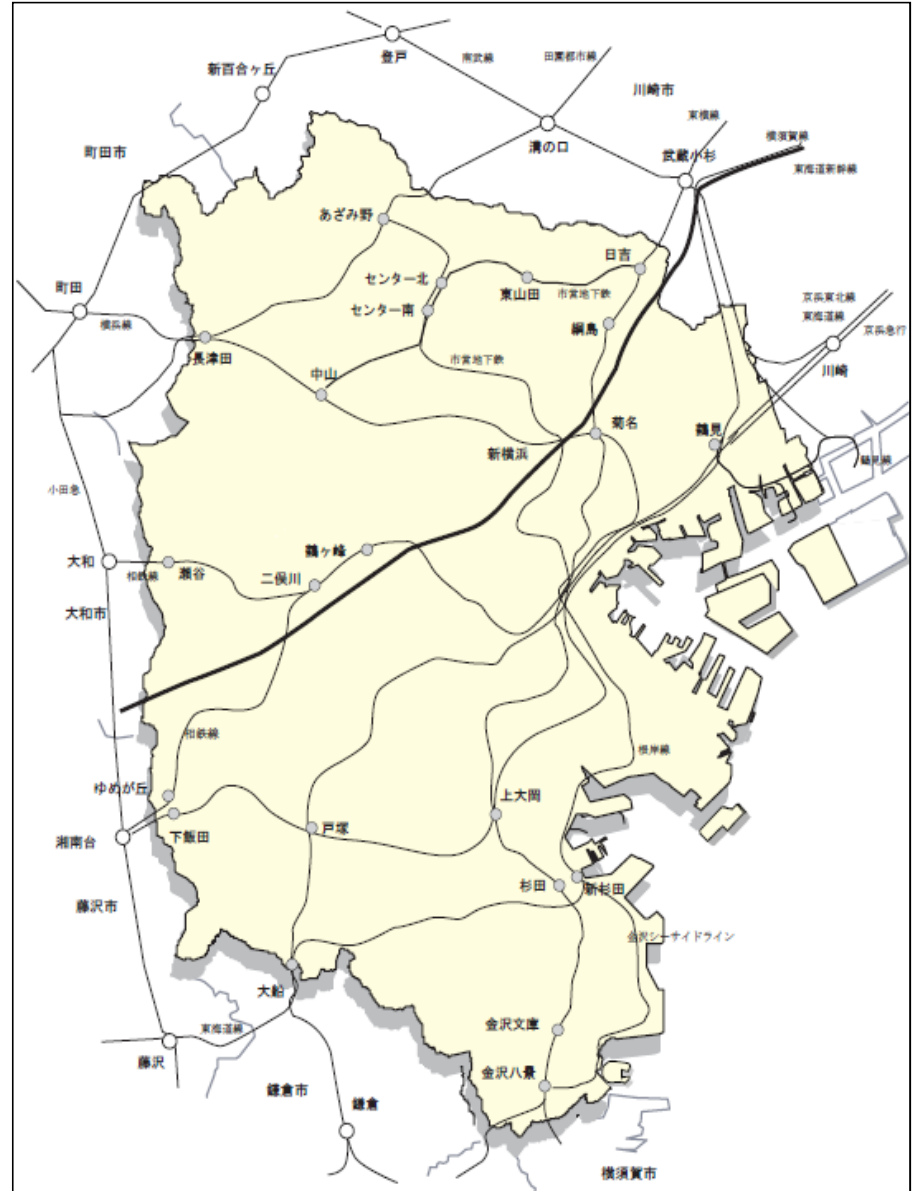 登戸
新百合ヶ丘
南武線
田園都市線
川崎市
東横線
溝の口
町田市
武蔵小杉
横須賀線
東海道新幹線
あざみ野
日吉
センター北
東山田
市営地下鉄
町田
センター南
綱島
京浜東北線
東海道線
京浜急行
横浜線
長津田
市営地下鉄
川崎
中山
菊名
鶴見
新横浜
鶴見線
小田急
鶴ヶ峰
大和
相鉄線
瀬谷
二俣川
大和市
相鉄線
根岸線
ゆめが丘
上大岡
湘南台
下飯田
戸塚
杉田
新杉田
藤沢市
金沢シーサイドライン
大船
金沢文庫
東海道線
藤沢
金沢八景
鎌倉市
鎌倉
横須賀市